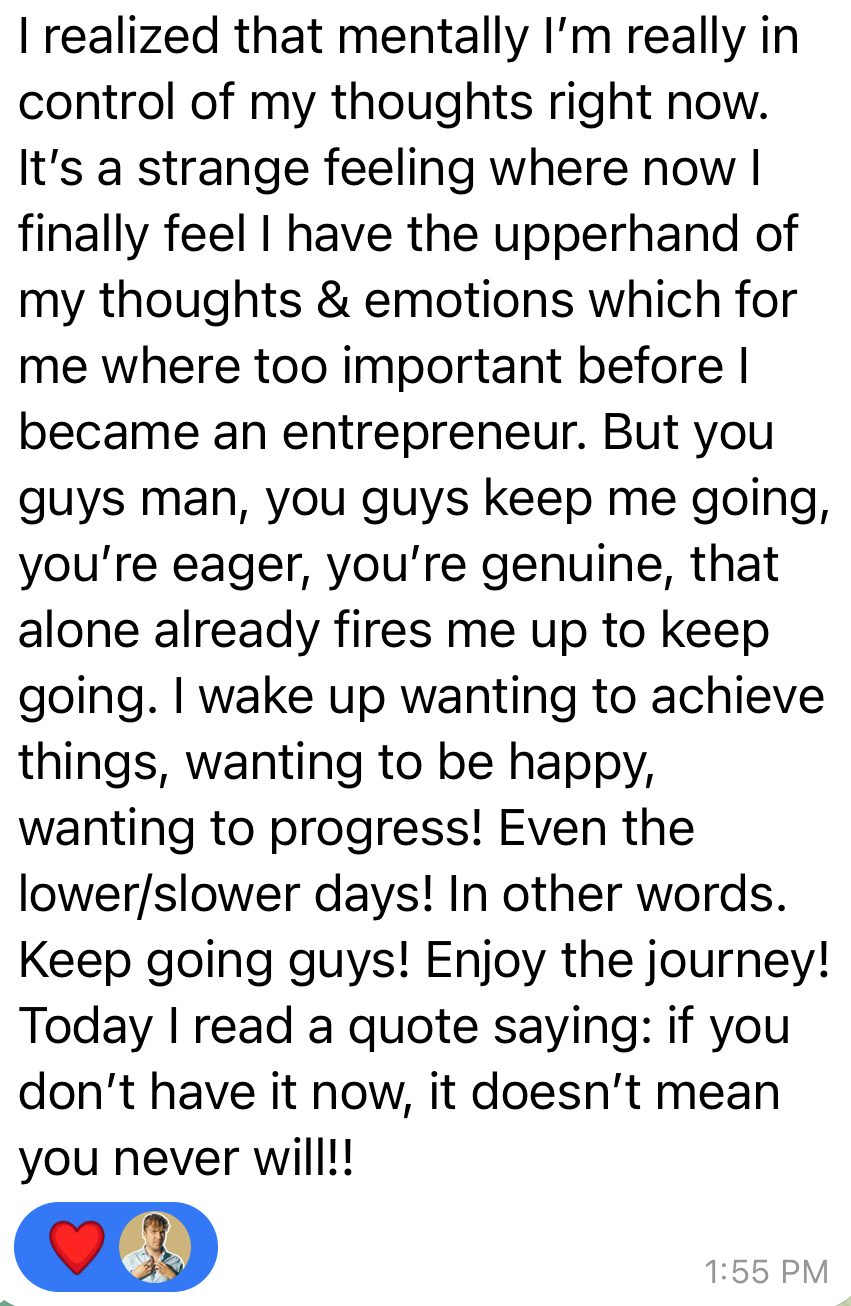 I realized that mentally I’m really in
control of my thoughts right now.
It’s a strange feeling where now I
finally feel I have the upperhand of
my thoughts & emotions which for
me where too important before I
became an entrepreneur. But you
guys man, you guys keep me going,
you’re eager, you’re genuine, that
alone already fires me up to keep
going. I wake up wanting to achieve
things, wanting to be happy,
wanting to progress! Even the
lower/slower days! In other words.
Keep going guys! Enjoy the journey!
Today I read a quote saying: if you
don’t have it now, it doesn’t mean
you never will!!
1:55 PM